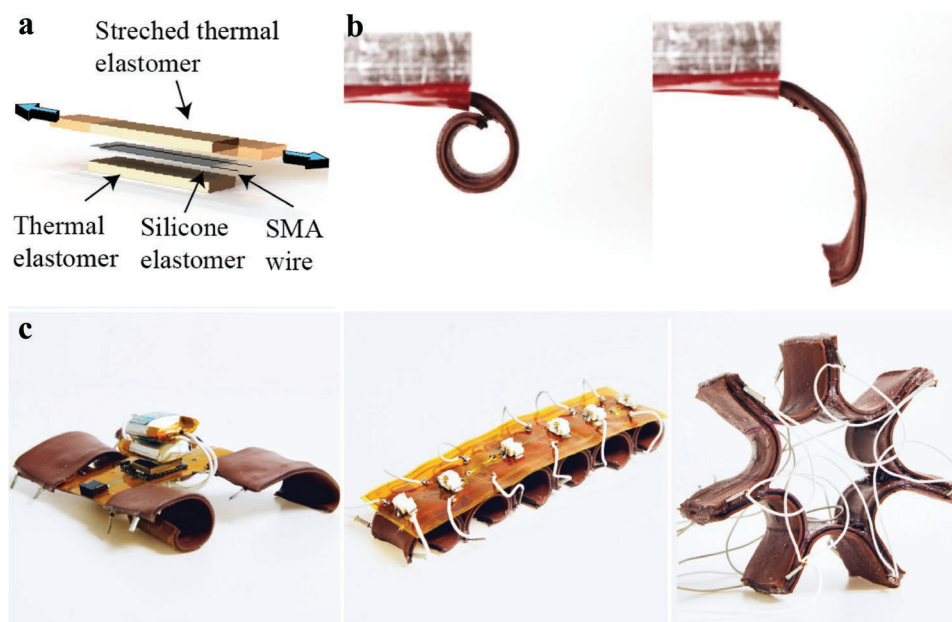 a
Streched thermal
elastomer
Thermal
elastomer
Silicone
elastomer
SMA
wire
b
c